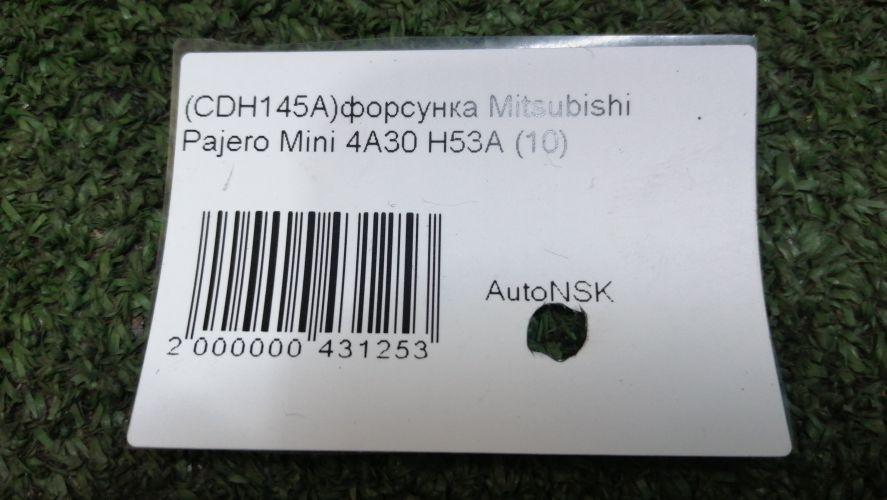 (CDH145A)форсунка Mitsubishi
Pajero Mini 4A30 H53A (10)
AutoNSK
2 000000 431253